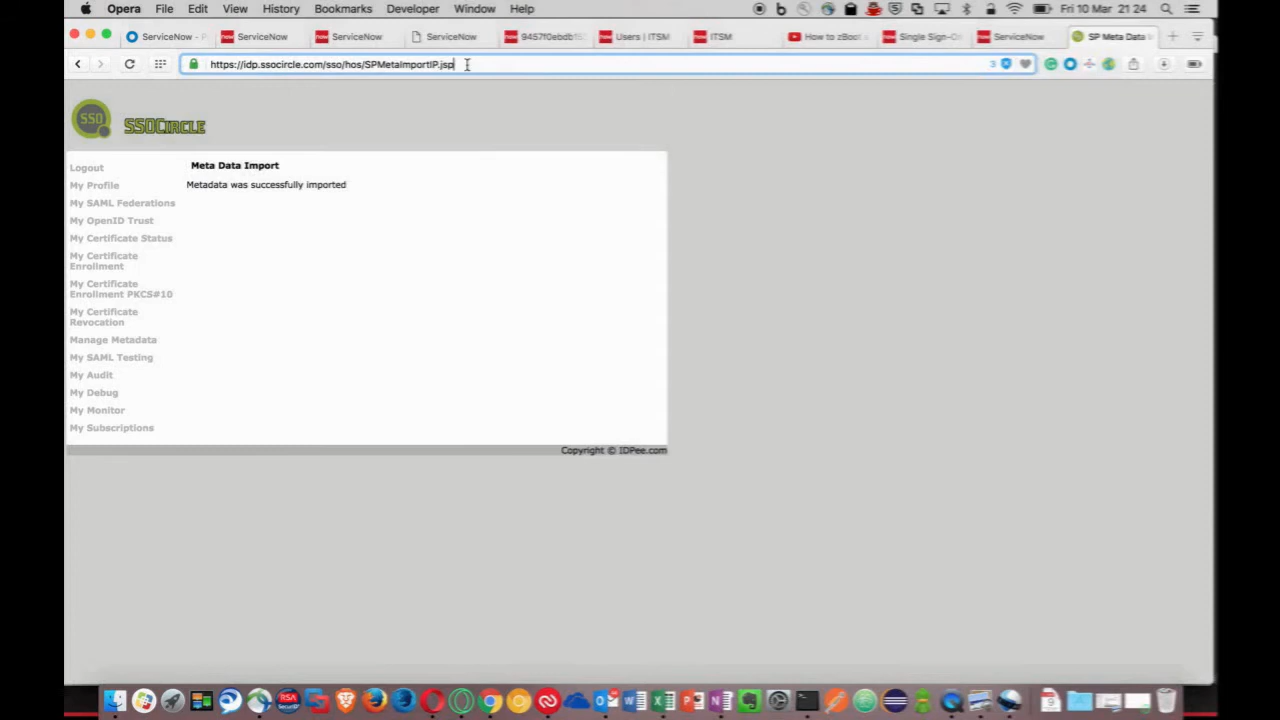 Opera File Edit View History Bookmarks Developer Window Help Fri 10 Mar 21 24
ServiceNow - P ServiceNow ServiceNow ServiceNow Users | ITSM ITSM How to zBoot Single Sign-O ServiceNow SP Meta Data I
https://idp.ssocircle.com/sso/hos/SPMetaImportIP.jsp 3
SSO SSOCircle
Logout
My Profile
My SAML Federations
My OpenID Trust
My Certificate Status
My Certificate
Enrollment
My Certificate
Enrollment PKCS#10
My Certificate
Revocation
Manage Metadata
My SAML Testing
My Audit
My Debug
My Monitor
My Subscriptions
Meta Data Import
Metadata was successfully imported
Copyright © IDPee.com